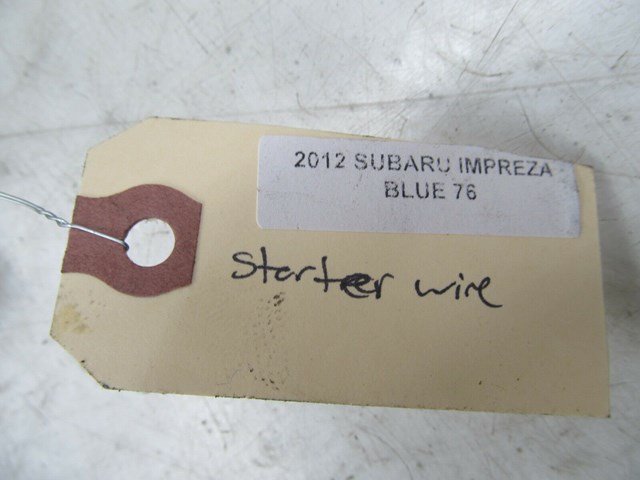 2012 SUBARU IMPREZA
BLUE 76
Starter wire